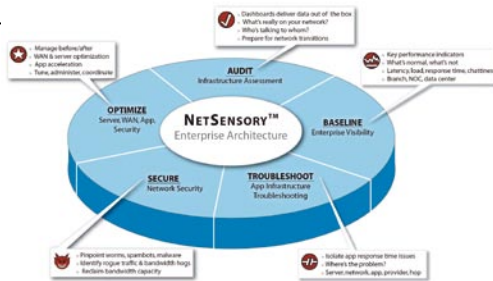 • Dashboards deliver data out of the box
• What's really on your network?
• Who's talking to whom?
• Prepare for network transitions
• Manage before/after
• WAN & server optimization
• App acceleration
• Tune, administer, coordinate
• Key performance indicators
• What's normal, what's not
• Latency, load, response time, chattiness
• Branch, NOC, data center
AUDIT
Infrastructure Assessment
OPTIMIZE
Server, WAN, App,
Security
NETSENSORY™
Enterprise Architecture
BASELINE
Enterprise Visibility
SECURE
Network Security
TROUBLESHOOT
App Infrastructure
Troubleshooting
• Pinpoint worms, spambots, malware
• Identify rogue traffic & bandwidth hogs
• Reclaim bandwidth capacity
• Isolate app response time issues
• Where's the problem?
• Server, network, app, provider, hop